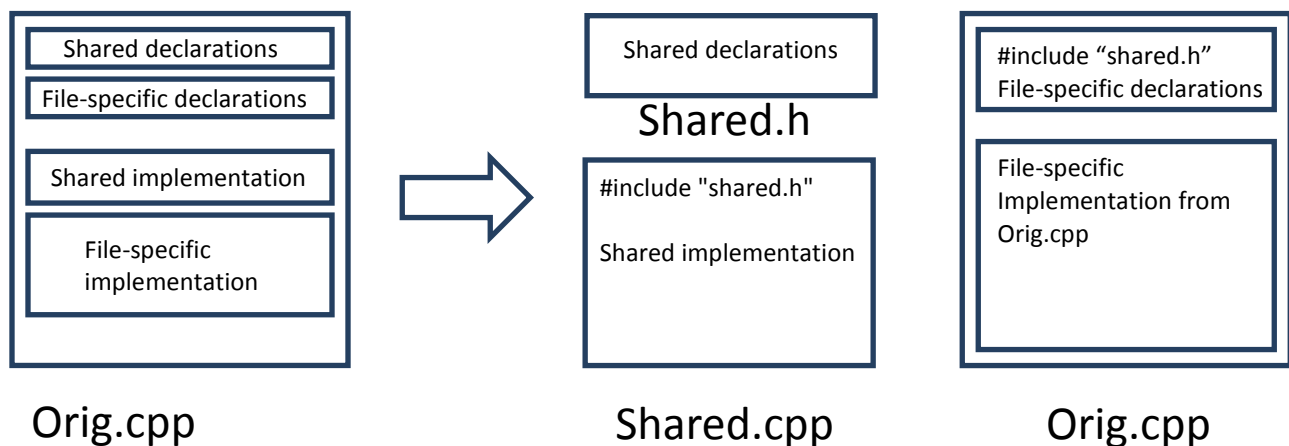 Shared declarations
File-specific declarations
Shared implementation
File-specific
implementation
Orig.cpp
Shared declarations
Shared.h
#include "shared.h"
Shared implementation
Shared.cpp
#include “shared.h”
File-specific declarations
File-specific
Implementation from
Orig.cpp
Orig.cpp